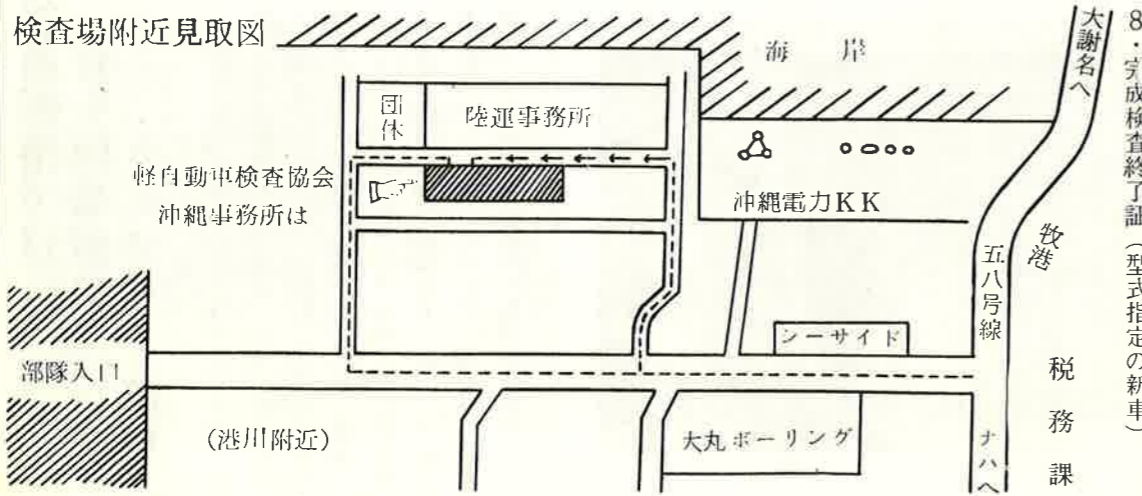 検査場附近見取図
海岸
大謝名へ
8・完成検査終了証(型式指定の新車)
団体
陸運事務所
軽自動車検査協会
沖縄事務所は
沖縄電力KK
牧港
五八号線
シーサイド
部隊入口
税務課
(港川附近)
大丸ボーリング
ナハへ